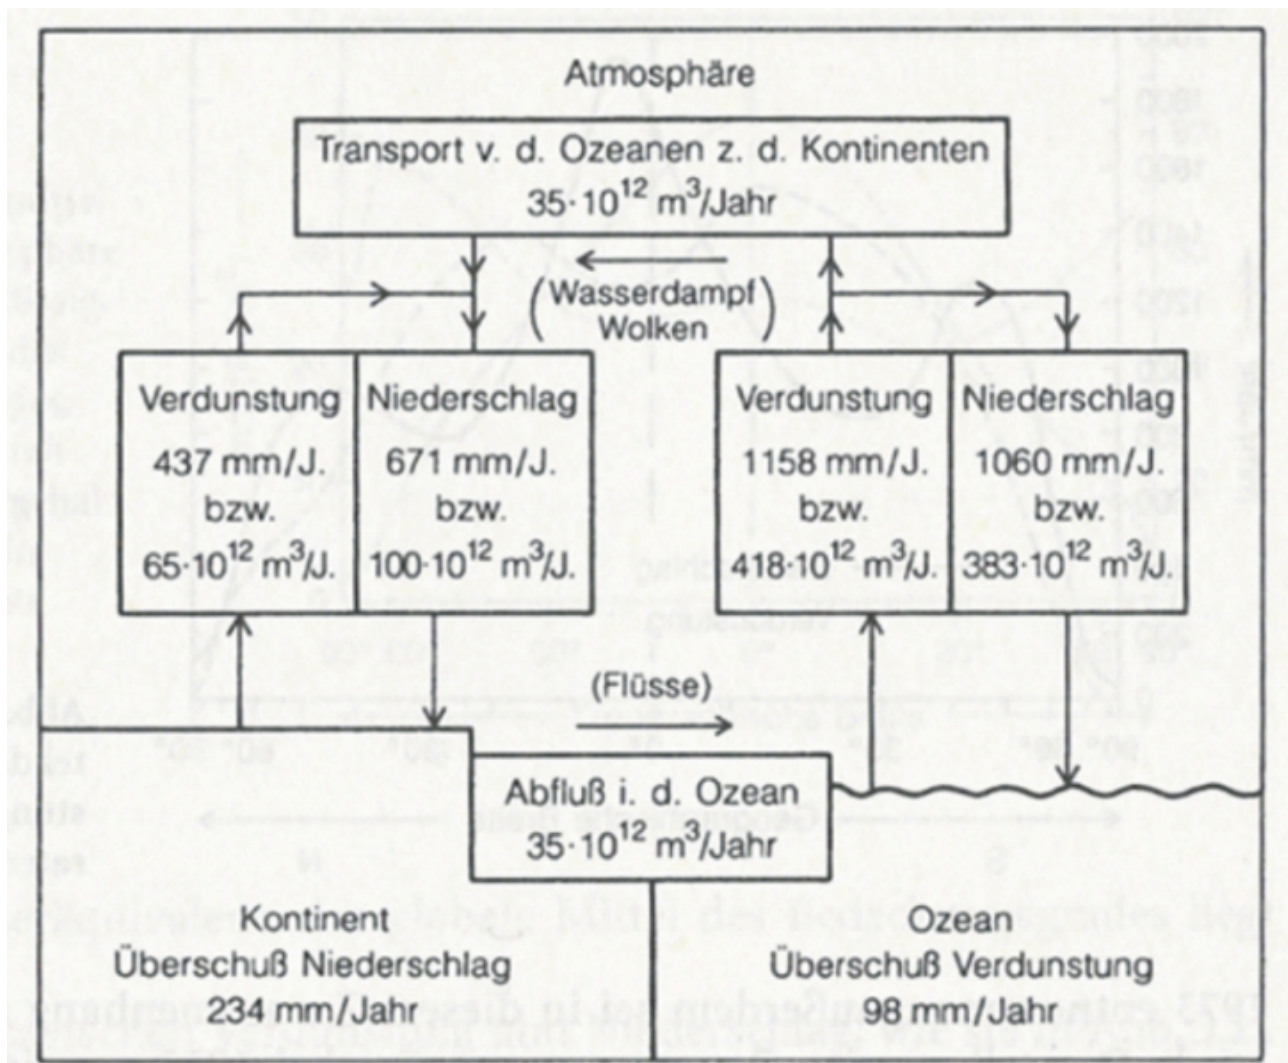 Atmosphäre
Transport v. d. Ozeanen z. d. Kontinenten
35·10¹² m³/Jahr
(Wasserdampf
Wolken)
Verdunstung
437 mm/J.
bzw.
65·10¹² m³/J.
Niederschlag
671 mm/J.
bzw.
100·10¹² m³/J.
Verdunstung
1158 mm/J.
bzw.
418·10¹² m³/J.
Niederschlag
1060 mm/J.
bzw.
383·10¹² m³/J.
(Flüsse)
Abfluß i. d. Ozean
35·10¹² m³/Jahr
Kontinent
Überschuß Niederschlag
234 mm/Jahr
Ozean
Überschuß Verdunstung
98 mm/Jahr